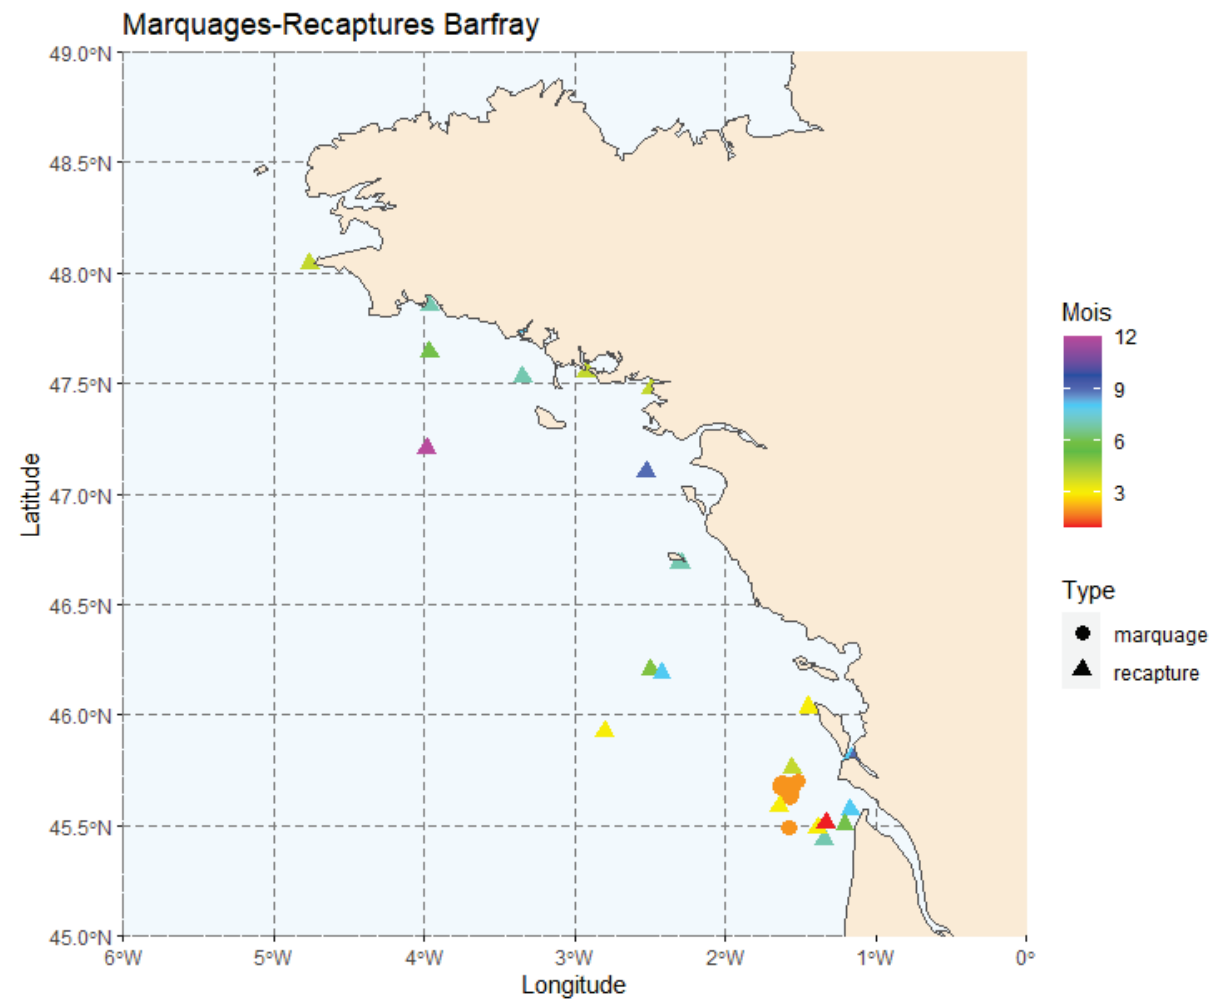 Marquages-Recaptures Barfray
49.0°N
48.5°N
48.0°N
47.5°N
47.0°N
46.5°N
46.0°N
45.5°N
45.0°N
Latitude
6°W
5°W
4°W
3°W
2°W
1°W
0°
Longitude
Mois
12
9
6
3
Type
marquage
recapture